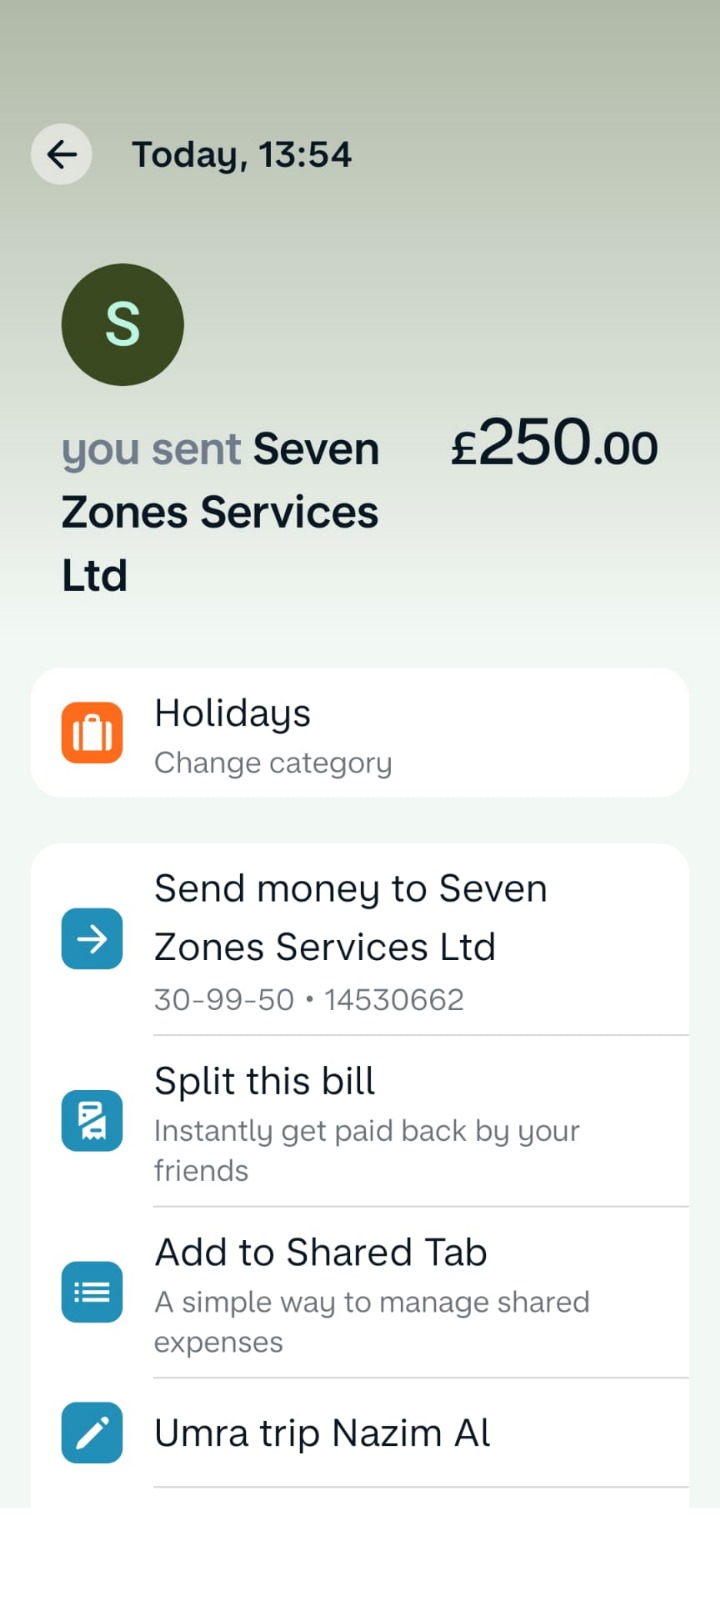 Today, 13:54
S
you sent Seven
Zones Services
Ltd
£250.00
Holidays
Change category
Send money to Seven
Zones Services Ltd
30-99-50 • 14530662
Split this bill
Instantly get paid back by your
friends
Add to Shared Tab
A simple way to manage shared
expenses
Umra trip Nazim Al